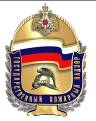 ГОСУДАРСТВЕННЫЙ ПОЖАРНЫЙ НАДЗОР